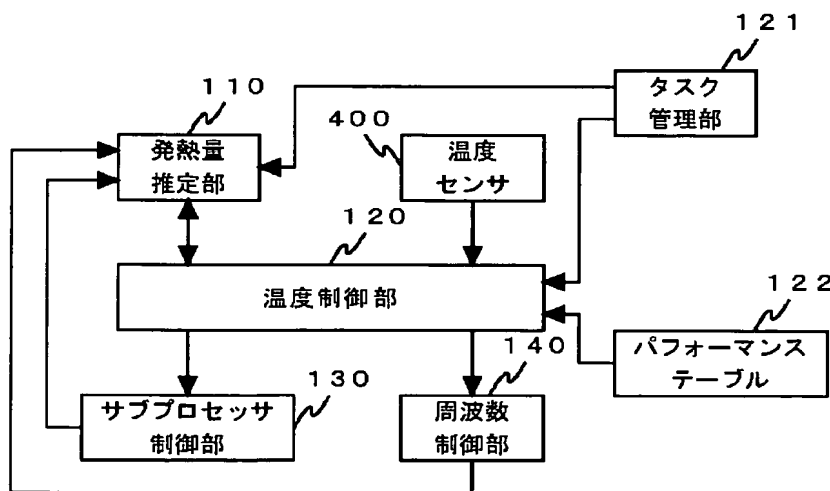 121
タスク
管理部
110
発熱量
推定部
400
温度
センサ
120
温度制御部
122
パフォーマンス
テーブル
130
サブプロセッサ
制御部
140
周波数
制御部